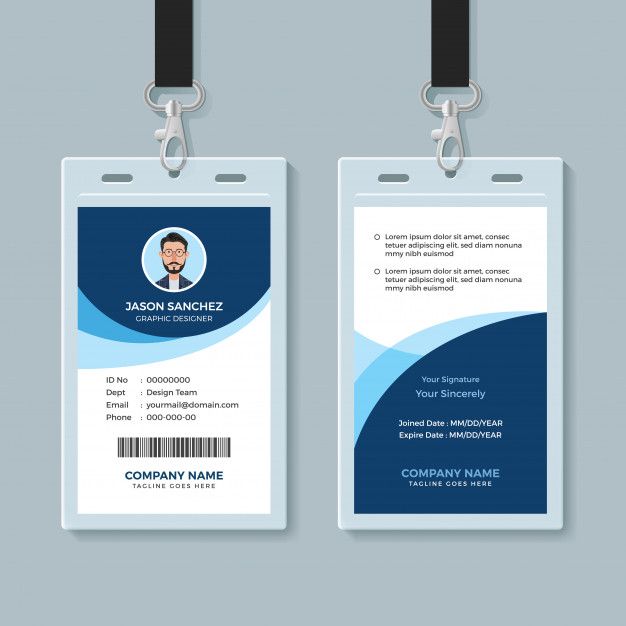 JASON SANCHEZ
GRAPHIC DESIGNER
ID No : 00000000
Dept : Design Team
Email : yourmail@domain.com
Phone : 000-000-00
COMPANY NAME
TAGLINE GOES HERE
Lorem ipsum dolor sit amet, consec
tetuer adipiscing elit, sed diam nonu
mmy nibh euismod
Lorem ipsum dolor sit amet, consec
tetuer adipiscing elit, sed diam nonu
mmy nibh euismod
Your Signature
Your Sincerely
Joined Date : MM/DD/YEAR
Expire Date : MM/DD/YEAR
COMPANY NAME
TAGLINE GOES HERE